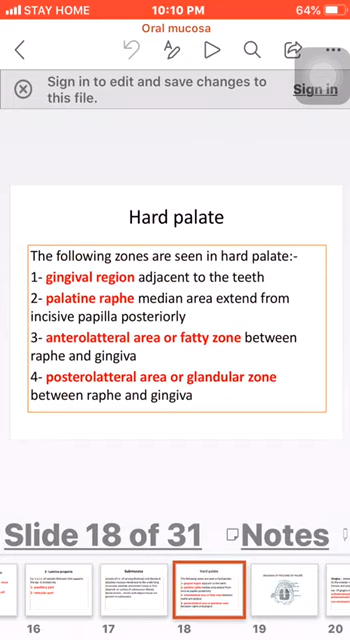 STAY HOME 10:10 PM 64%
Oral mucosa
Sign in to edit and save changes to
this file.
Sign in
Hard palate
The following zones are seen in hard palate:-
1- gingival region adjacent to the teeth
2- palatine raphe median area extend from
incisive papilla posteriorly
3- anterolatteral area or fatty zone between
raphe and gingiva
4- posterolatteral area or glandular zone
between raphe and gingiva
Slide 18 of 31
Notes
Submucosa
Hard palate
16 17 18 19 20